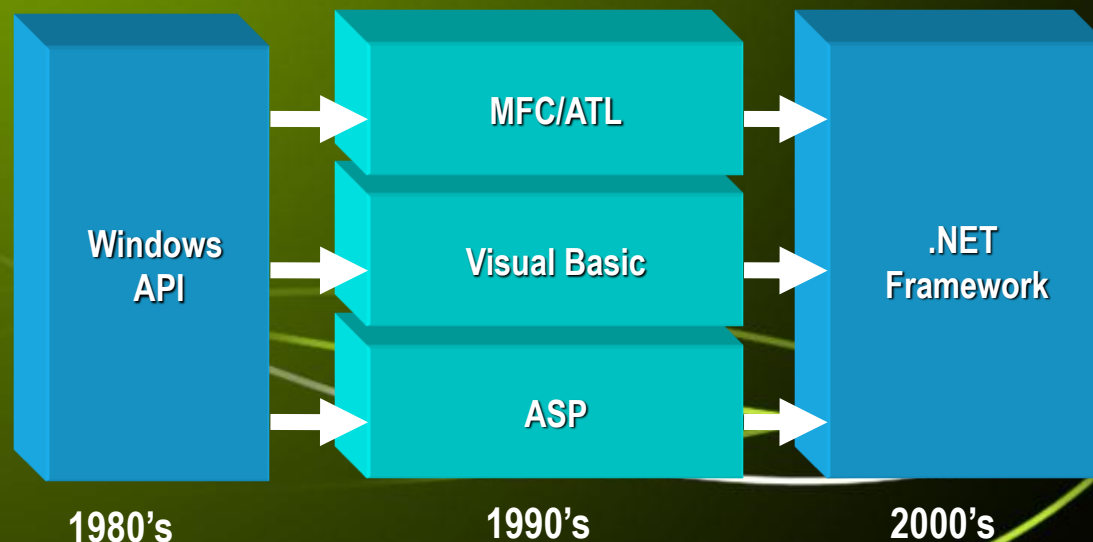 Windows
API
MFC/ATL
Visual Basic
ASP
.NET
Framework
1980’s
1990’s
2000’s